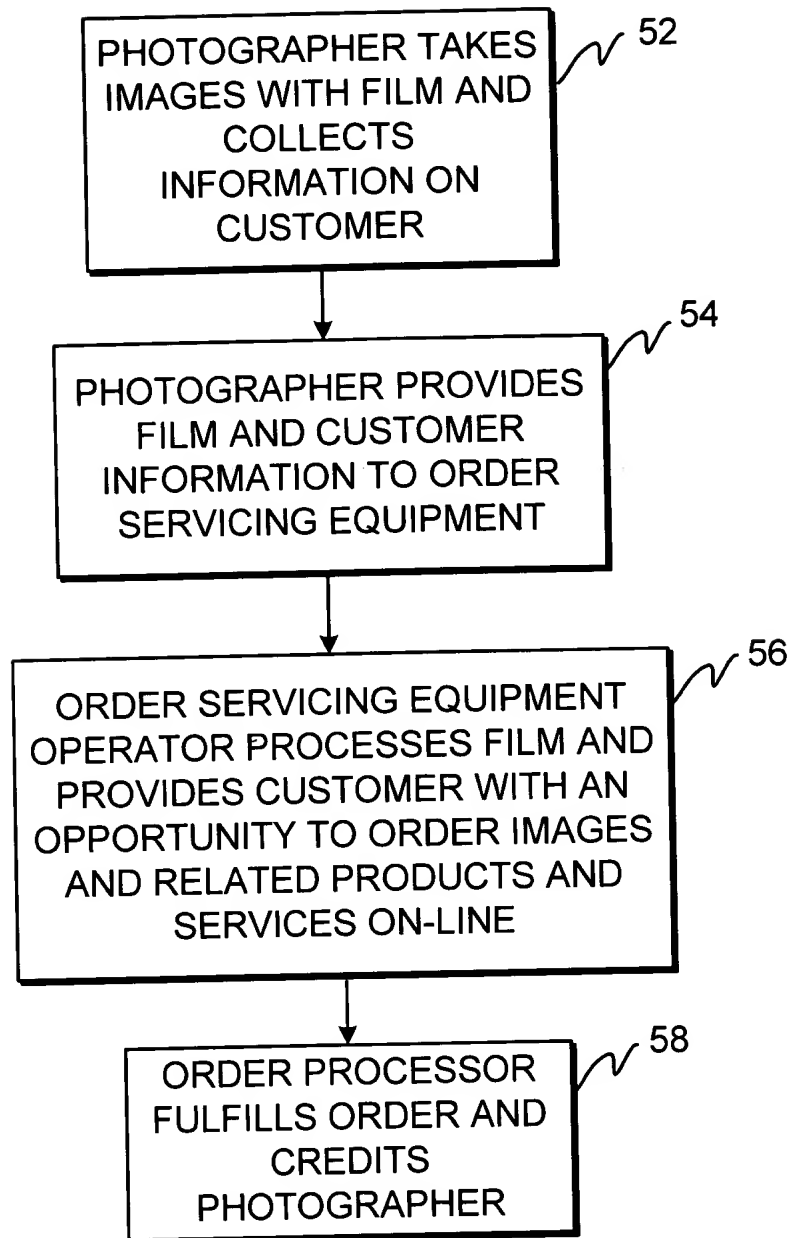 52
PHOTOGRAPHER TAKES
IMAGES WITH FILM AND
COLLECTS
INFORMATION ON
CUSTOMER
54
PHOTOGRAPHER PROVIDES
FILM AND CUSTOMER
INFORMATION TO ORDER
SERVICING EQUIPMENT
56
ORDER SERVICING EQUIPMENT
OPERATOR PROCESSES FILM AND
PROVIDES CUSTOMER WITH AN
OPPORTUNITY TO ORDER IMAGES
AND RELATED PRODUCTS AND
SERVICES ON-LINE
58
ORDER PROCESSOR
FULFILLS ORDER AND
CREDITS
PHOTOGRAPHER